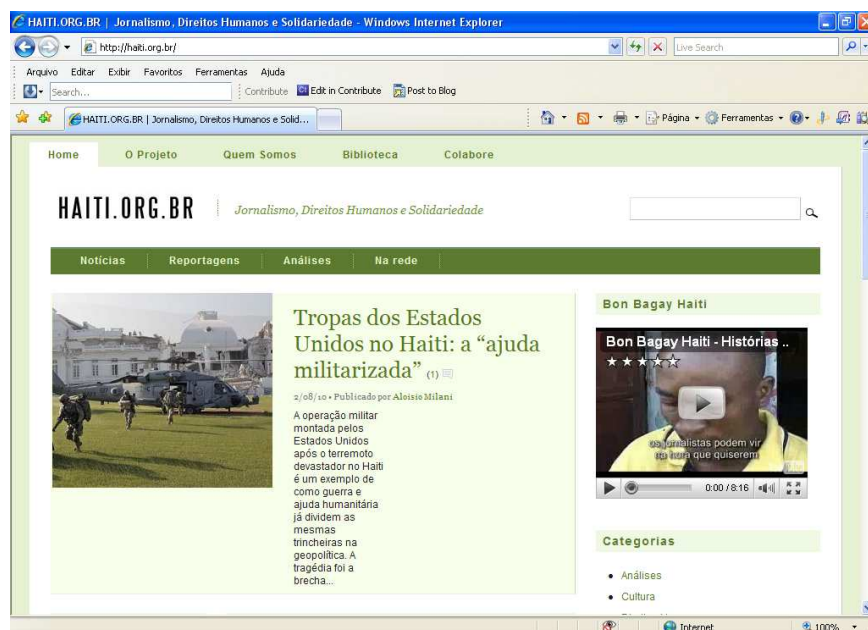 HAITI.ORG.BR | Jornalismo, Direitos Humanos e Solidariedade - Windows Internet Explorer
http://haiti.org.br/
Live Search
Arquivo Editar Exibir Favoritos Ferramentas Ajuda
Search...
Contribute Edit in Contribute Post to Blog
HAITI.ORG.BR | Jornalismo, Direitos Humanos e Solid...
Página Ferramentas
Home O Projeto Quem Somos Biblioteca Colabore
HAITI.ORG.BR
Jornalismo, Direitos Humanos e Solidariedade
Notícias Reportagens Análises Na rede
Tropas dos Estados
Unidos no Haiti: a “ajuda
militarizada” (1)
2/08/10 • Publicado por Aloisio Milani
A operação militar
montada pelos
Estados Unidos
após o terremoto
devastador no Haiti
é um exemplo de
como guerra e
ajuda humanitária
já dividem as
mesmas
trincheiras na
geopolítica. A
tragédia foi a
brecha...
Bon Bagay Haiti
Bon Bagay Haiti - Histórias ..
os jornalistas podem vir
na hora que quiserem
0:00 / 8:16
Categorias
Análises
Cultura
Internet
100%